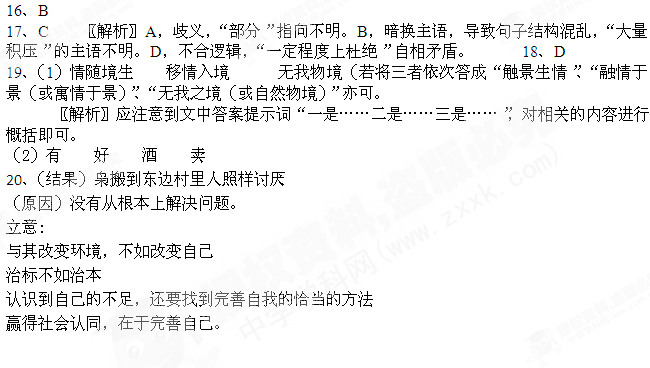 16、B
17、C 〖解析〗A，歧义，“部分 ”指向不明。B，暗换主语，导致句子结构混乱，“大量
积压 ”的主语不明。D，不合逻辑，“一定程度上杜绝 ”自相矛盾。 18、D
19、（1）情随境生 移情入境 无我物境（若将三者依次答成 “触景生情 ”、“融情于
景（或寓情于景）”、“无我之境（或自然物境）”亦可。
〖解析〗应注意到文中答案提示词 “一是……二是……三是…… ”，对相关的内容进行
概括即可。
（2）有 好 酒 卖
20、（结果）枭搬到东边村里人照样讨厌
（原因）没有从根本上解决问题。
立意：
与其改变环境，不如改变自己
治标不如治本
认识到自己的不足，还要找到完善自我的恰当的方法
赢得社会认同，在于完善自己。